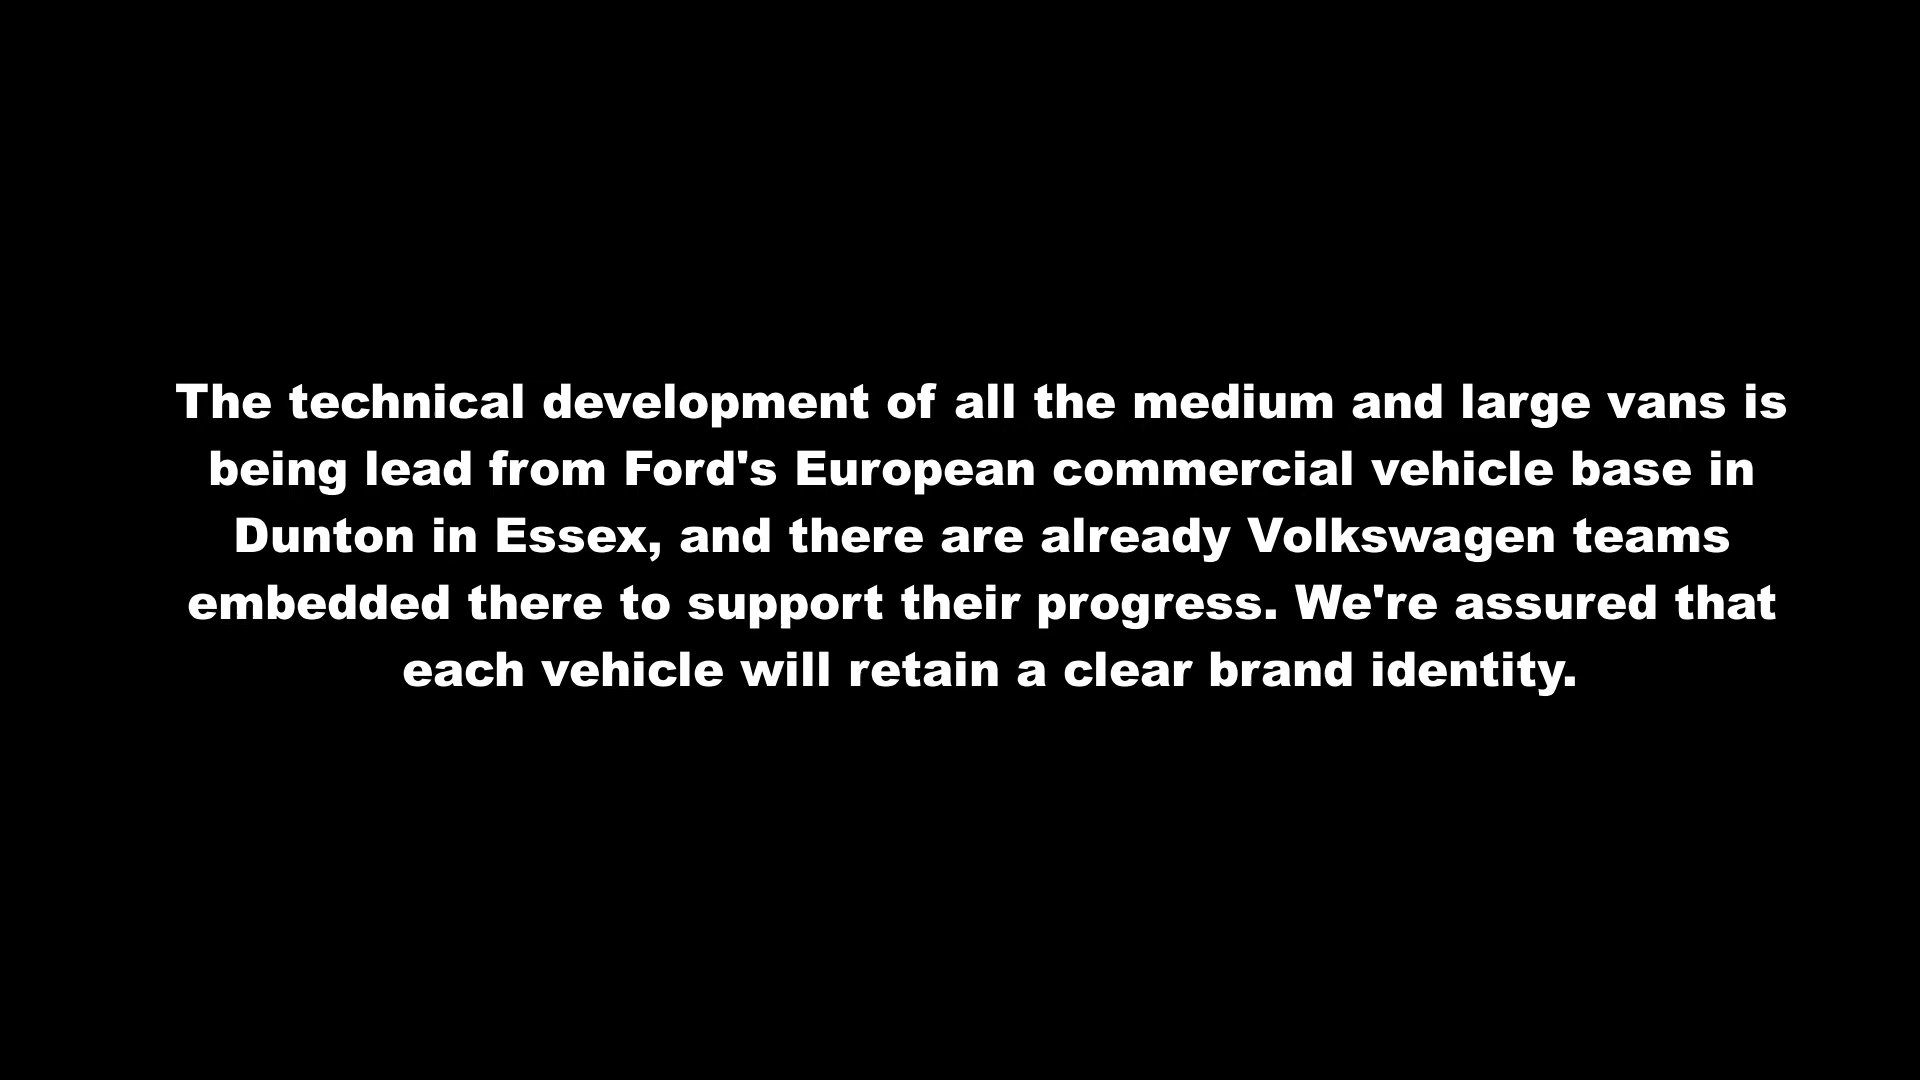 The technical development of all the medium and large vans is
being lead from Ford's European commercial vehicle base in
Dunton in Essex, and there are already Volkswagen teams
embedded there to support their progress. We're assured that
each vehicle will retain a clear brand identity.